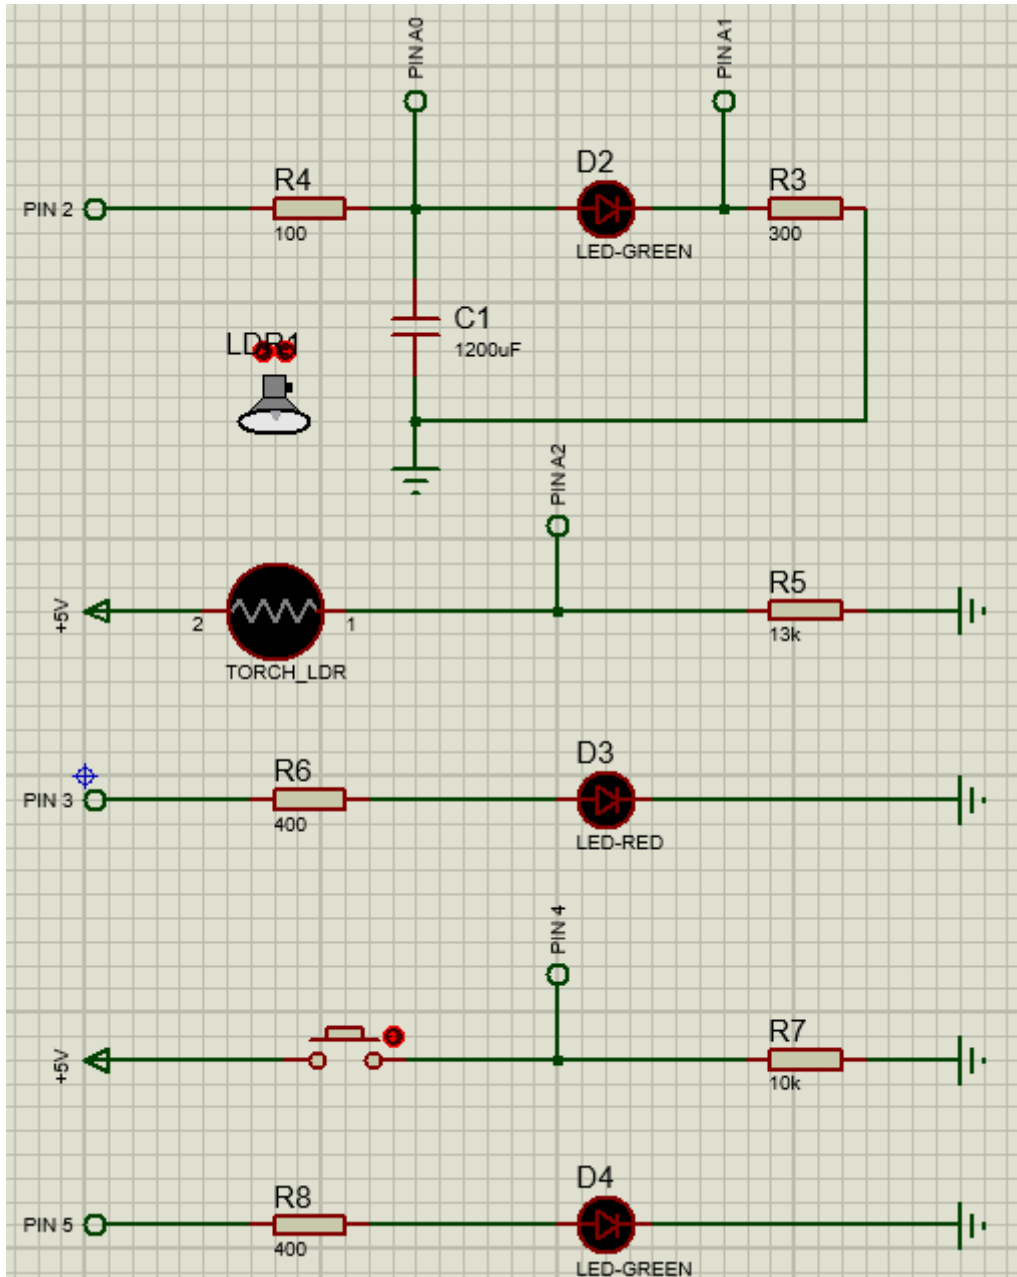 PIN A0
PIN A1
D2
R4
R3
PIN 2
100
300
LED-GREEN
C1
1200uF
LDR1
PIN A2
R5
+5V
2
1
13k
TORCH_LDR
D3
R6
PIN 3
400
LED-RED
PIN 4
R7
+5V
10k
D4
R8
PIN 5
400
LED-GREEN